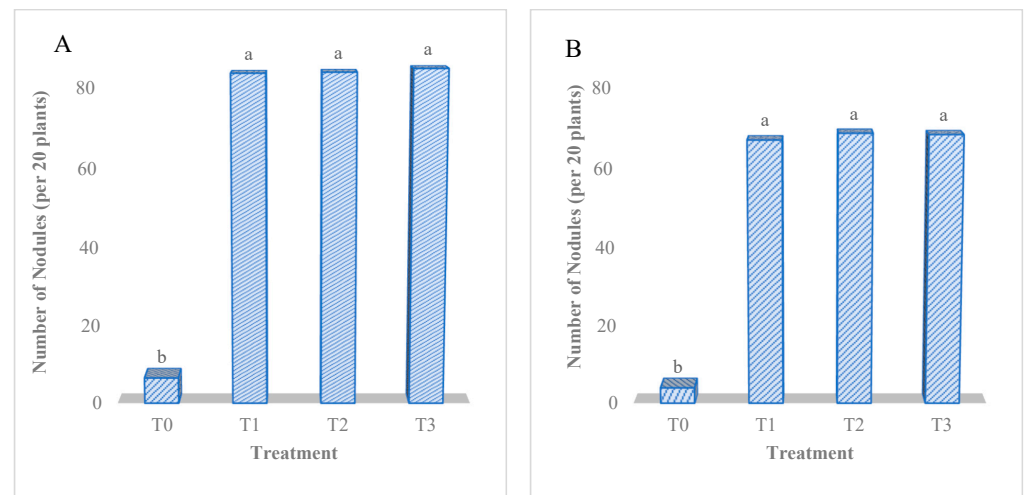 A
Number of Nodules (per 20 plants)
80
60
40
20
0
b
a
a
a
T0
T1
T2
T3
Treatment
B
Number of Nodules (per 20 plants)
80
60
40
20
0
b
a
a
a
T0
T1
T2
T3
Treatment